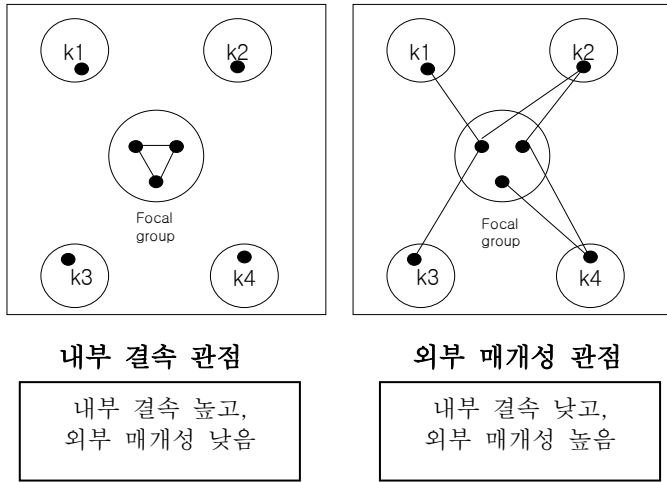 k1
k2
Focal
group
k3
k4
내부 결속 관점
내부 결속 높고,
외부 매개성 낮음
k1
k2
Focal
group
k3
k4
외부 매개성 관점
내부 결속 낮고,
외부 매개성 높음